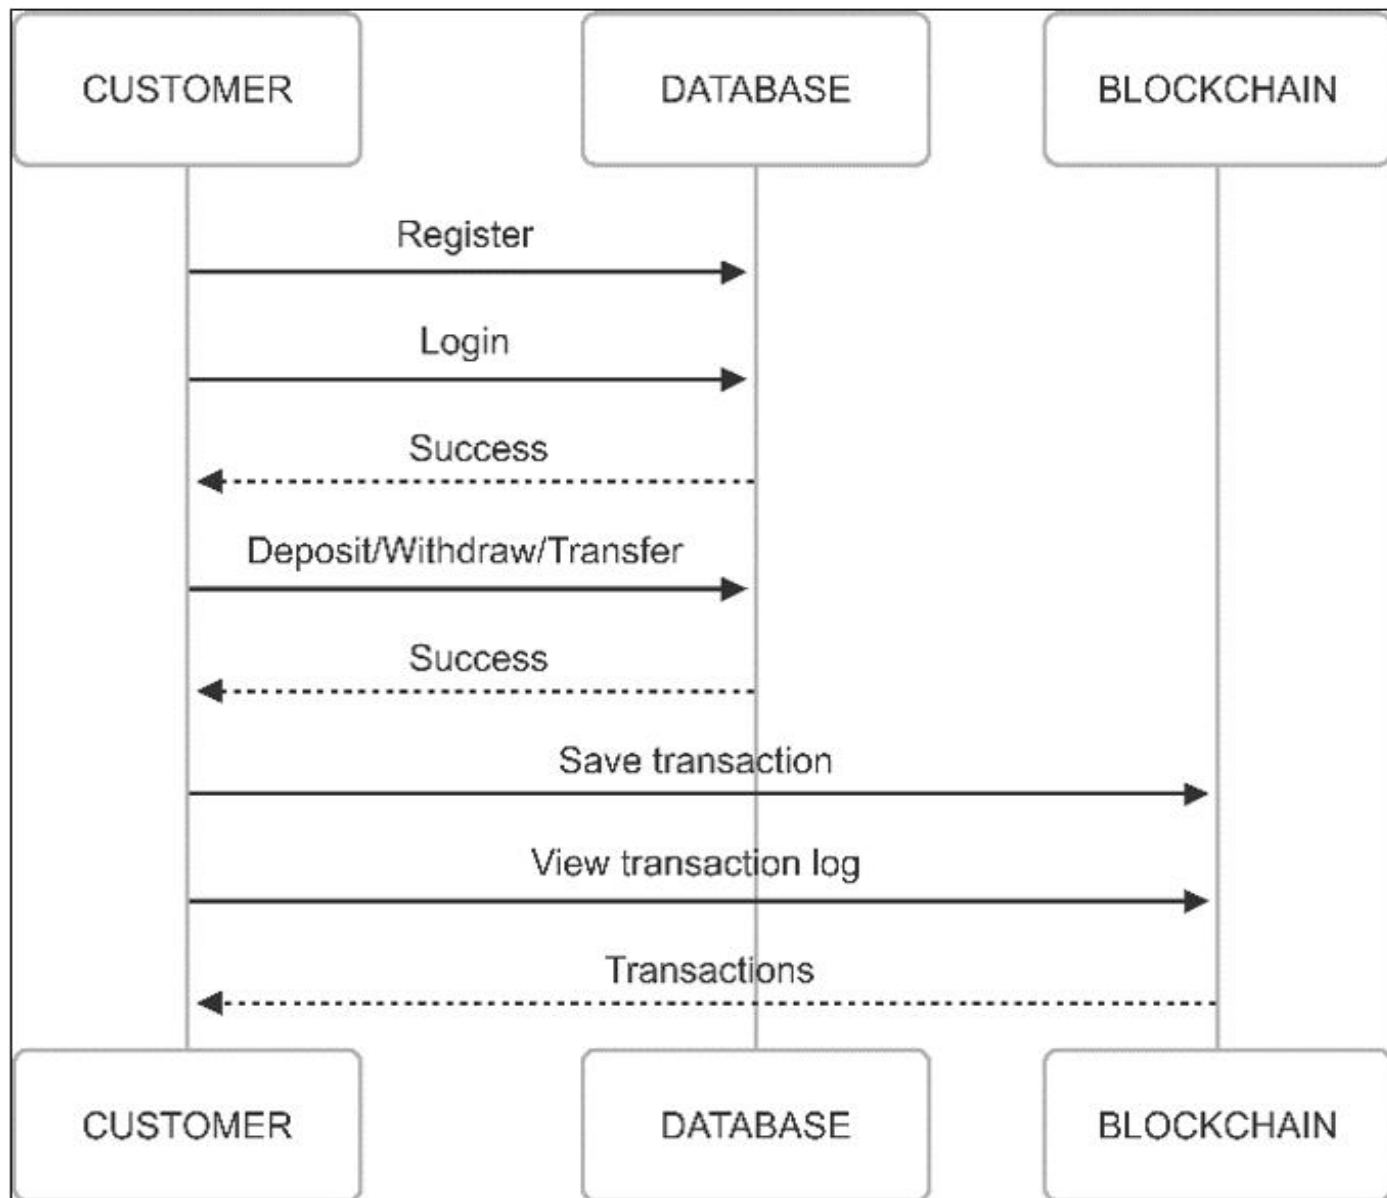 CUSTOMER
DATABASE
BLOCKCHAIN
Register
Login
Success
Deposit/Withdraw/Transfer
Success
Save transaction
View transaction log
Transactions
CUSTOMER
DATABASE
BLOCKCHAIN